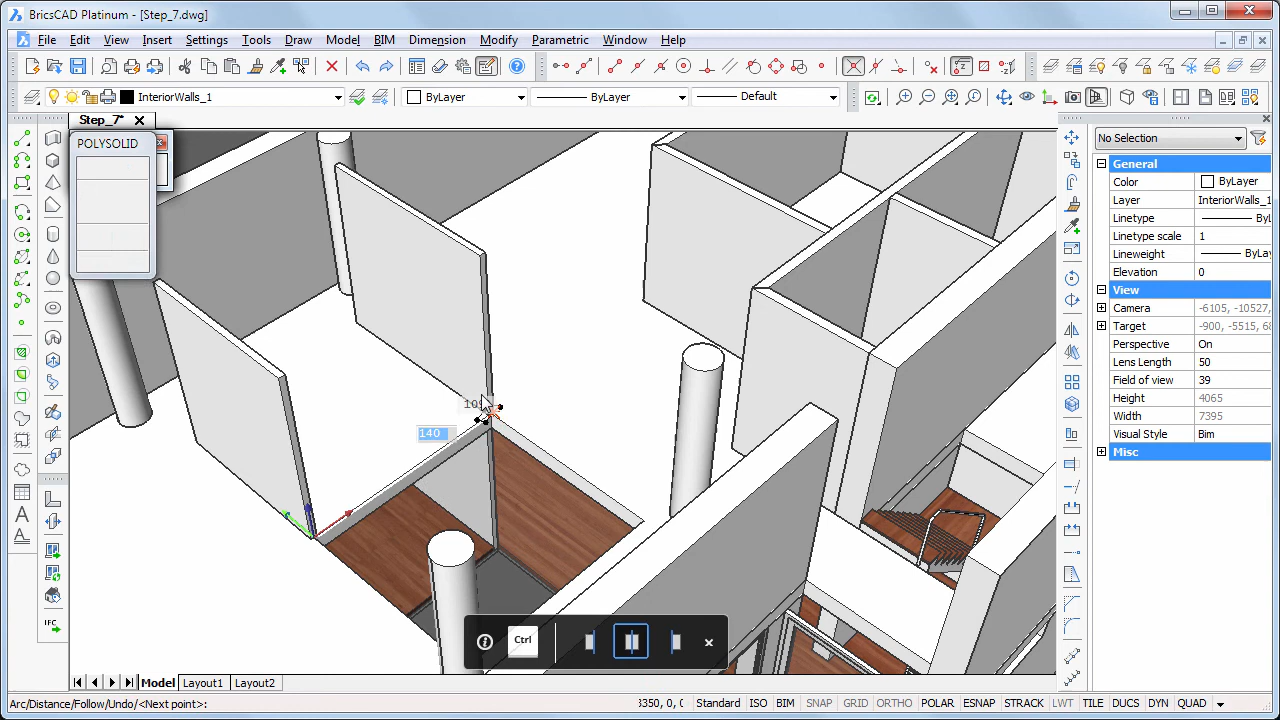 BricsCAD Platinum - [Step_7.dwg]
File Edit View Insert Settings Tools Draw Model BIM Dimension Modify Parametric Window Help
InteriorWalls_1 ByLayer ByLayer Default
Step_7*
POLYSOLID
No Selection
General
Color ByLayer
Layer InteriorWalls_1
Linetype
Linetype scale 1
Lineweight
Elevation 0
View
Camera -6105, -10527,
Target -900, -5515, 68
Perspective On
Lens Length 50
Field of view 39
Height 4065
Width 7395
Visual Style Bim
Misc
140
IFC
Ctrl
Model Layout1 Layout2
Arc/Distance/Follow/Undo/<Next point>:
Standard ISO BIM SNAP GRID ORTHO POLAR ESNAP STRACK LWT TILE DUCS DYN QUAD